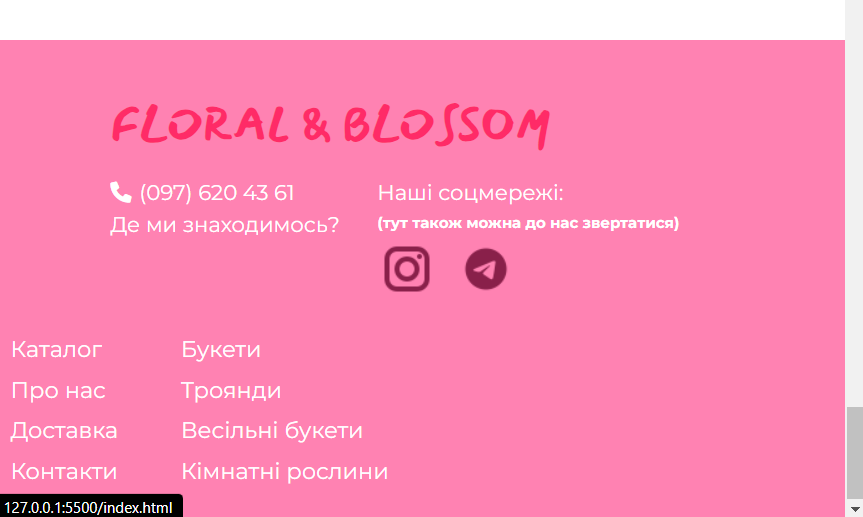 FLORAL & BLOSSOM
(097) 620 43 61
Де ми знаходимось?
Наші соцмережі:
(тут також можна до нас звертатися)
Каталог
Про нас
Доставка
Контакти
Букети
Троянди
Весільні букети
Кімнатні рослини
127.0.0.1:5500/index.html